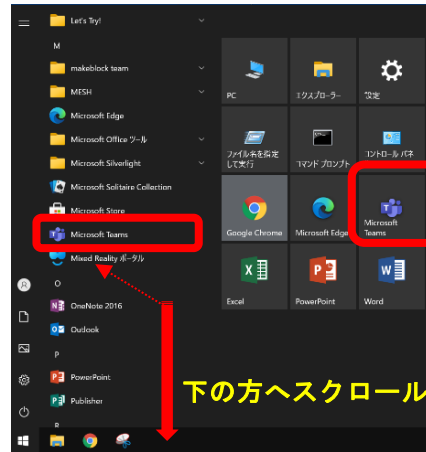 Let's Try!
M
makeblock team
MESH
Microsoft Edge
Microsoft Office ツール
Microsoft Silverlight
Microsoft Solitaire Collection
Microsoft Store
Microsoft Teams
Mixed Reality ポータル
O
OneNote 2016
Outlook
P
PowerPoint
Publisher
R
PC
エクスプローラー
設定
ファイル名を指定
して実行
コマンド プロンプト
コントロール パネ
Google Chrome
Microsoft Edge
Microsoft
Teams
Excel
PowerPoint
Word
下の方へスクロール